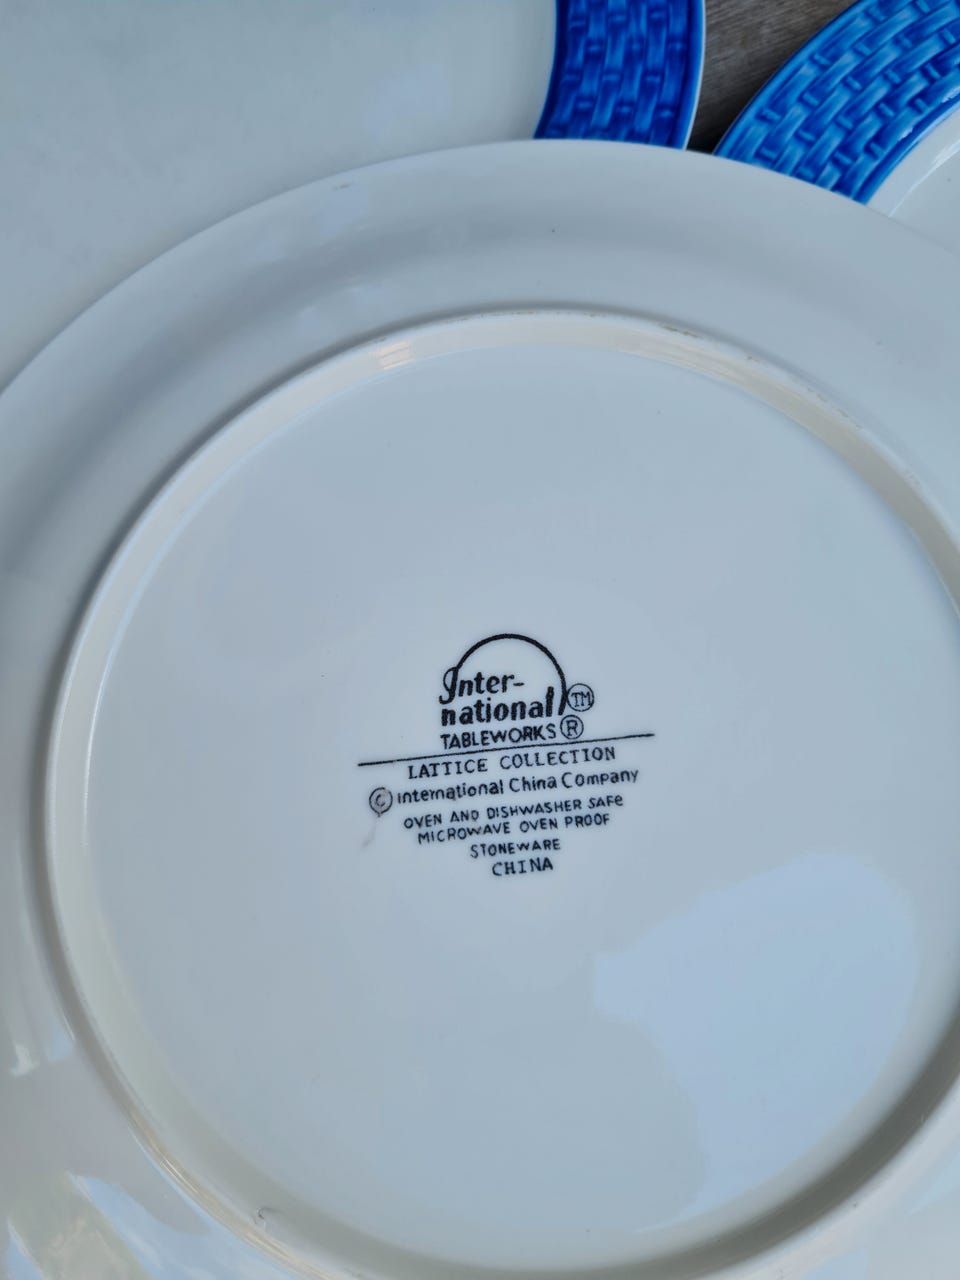 Inter-
national TM
TABLEWORKS ®
LATTICE COLLECTION
© International China Company
OVEN AND DISHWASHER SAFe
MICROWAVE OVEN PROOF
STONEWARE
CHINA